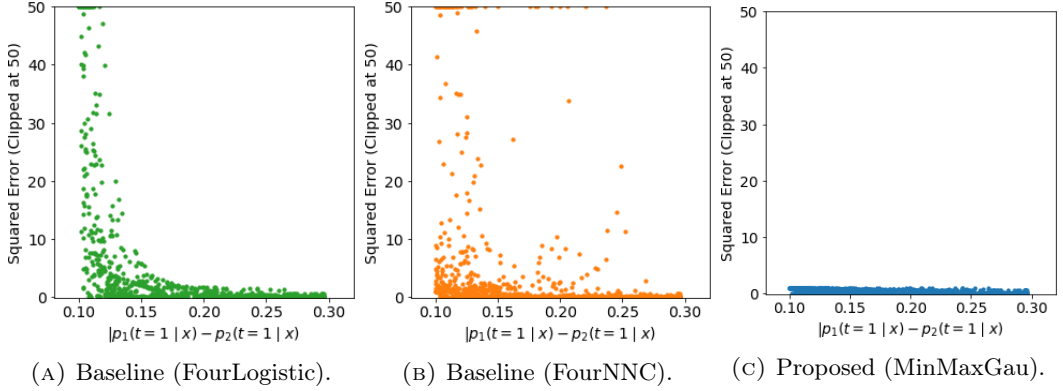 Squared Error (Clipped at 50)
50
40
30
20
10
0
0.10 0.15 0.20 0.25 0.30
|p₁(t = 1 | x) − p₂(t = 1 | x)
(A) Baseline (FourLogistic).
Squared Error (Clipped at 50)
50
40
30
20
10
0
0.10 0.15 0.20 0.25 0.30
|p₁(t = 1 | x) − p₂(t = 1 | x)
(B) Baseline (FourNNC).
Squared Error (Clipped at 50)
50
40
30
20
10
0
0.10 0.15 0.20 0.25 0.30
|p₁(t = 1 | x) − p₂(t = 1 | x)
(C) Proposed (MinMaxGau).